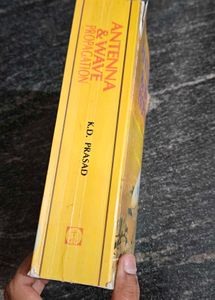 ANTENNA
& WAVE
PROPAGATION
K.D. PRASAD